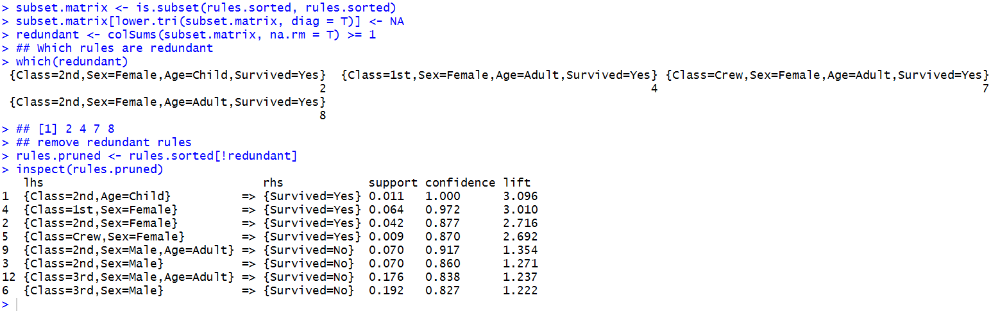 > subset.matrix <- is.subset(rules.sorted, rules.sorted)
> subset.matrix[lower.tri(subset.matrix, diag = T)] <- NA
> redundant <- colSums(subset.matrix, na.rm = T) >= 1
> ## Which rules are redundant
> which(redundant)
{Class=2nd,Sex=Female,Age=Child,Survived=Yes} {Class=1st,Sex=Female,Age=Adult,Survived=Yes} {Class=Crew,Sex=Female,Age=Adult,Survived=Yes}
2 4 7
{Class=2nd,Sex=Female,Age=Adult,Survived=Yes}
8
> ## [1] 2 4 7 8
> ## remove redundant rules
> rules.pruned <- rules.sorted[!redundant]
> inspect(rules.pruned)
lhs rhs support confidence lift
1 {Class=2nd,Age=Child} => {Survived=Yes} 0.011 1.000 3.096
4 {Class=1st,Sex=Female} => {Survived=Yes} 0.064 0.972 3.010
2 {Class=2nd,Sex=Female} => {Survived=Yes} 0.042 0.877 2.716
5 {Class=Crew,Sex=Female} => {Survived=Yes} 0.009 0.870 2.692
9 {Class=2nd,Sex=Male,Age=Adult} => {Survived=No} 0.070 0.917 1.354
3 {Class=2nd,Sex=Male} => {Survived=No} 0.070 0.860 1.271
12 {Class=3rd,Sex=Male,Age=Adult} => {Survived=No} 0.176 0.838 1.237
6 {Class=3rd,Sex=Male} => {Survived=No} 0.192 0.827 1.222
>